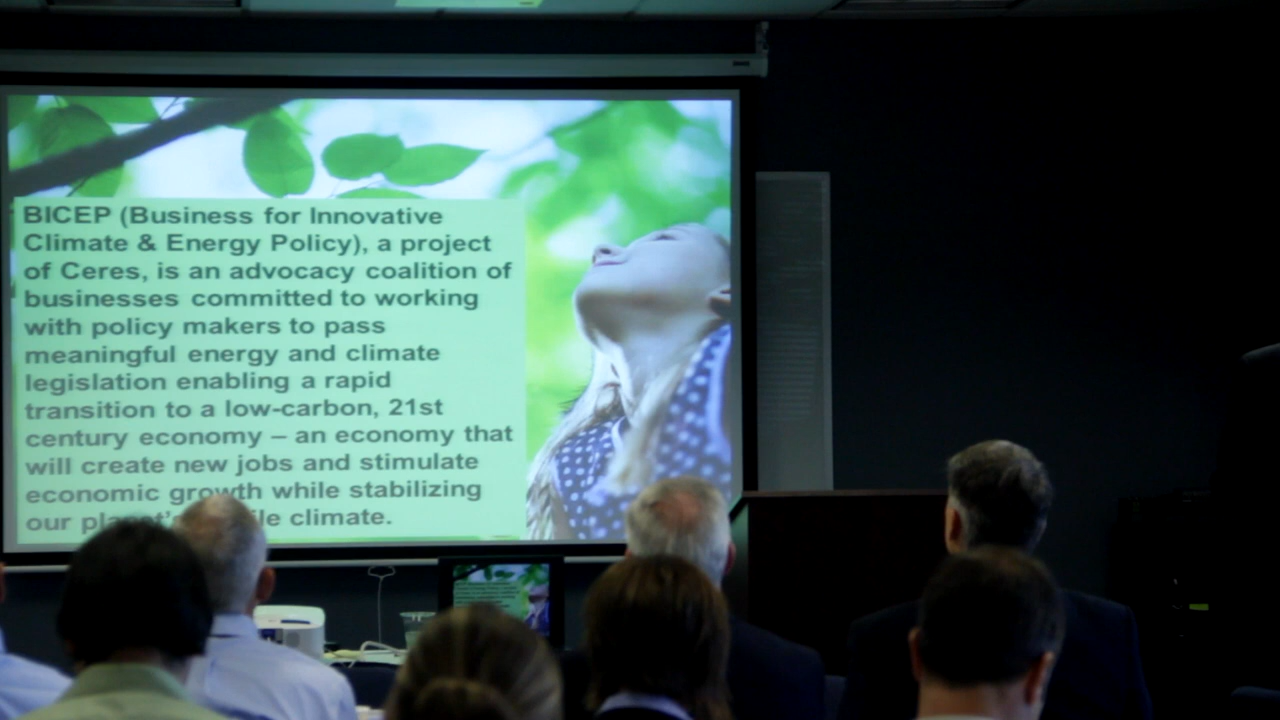 BICEP (Business for Innovative
Climate & Energy Policy), a project
of Ceres, is an advocacy coalition of
businesses committed to working
with policy makers to pass
meaningful energy and climate
legislation enabling a rapid
transition to a low-carbon, 21st
century economy – an economy that
will create new jobs and stimulate
economic growth while stabilizing
our climate.